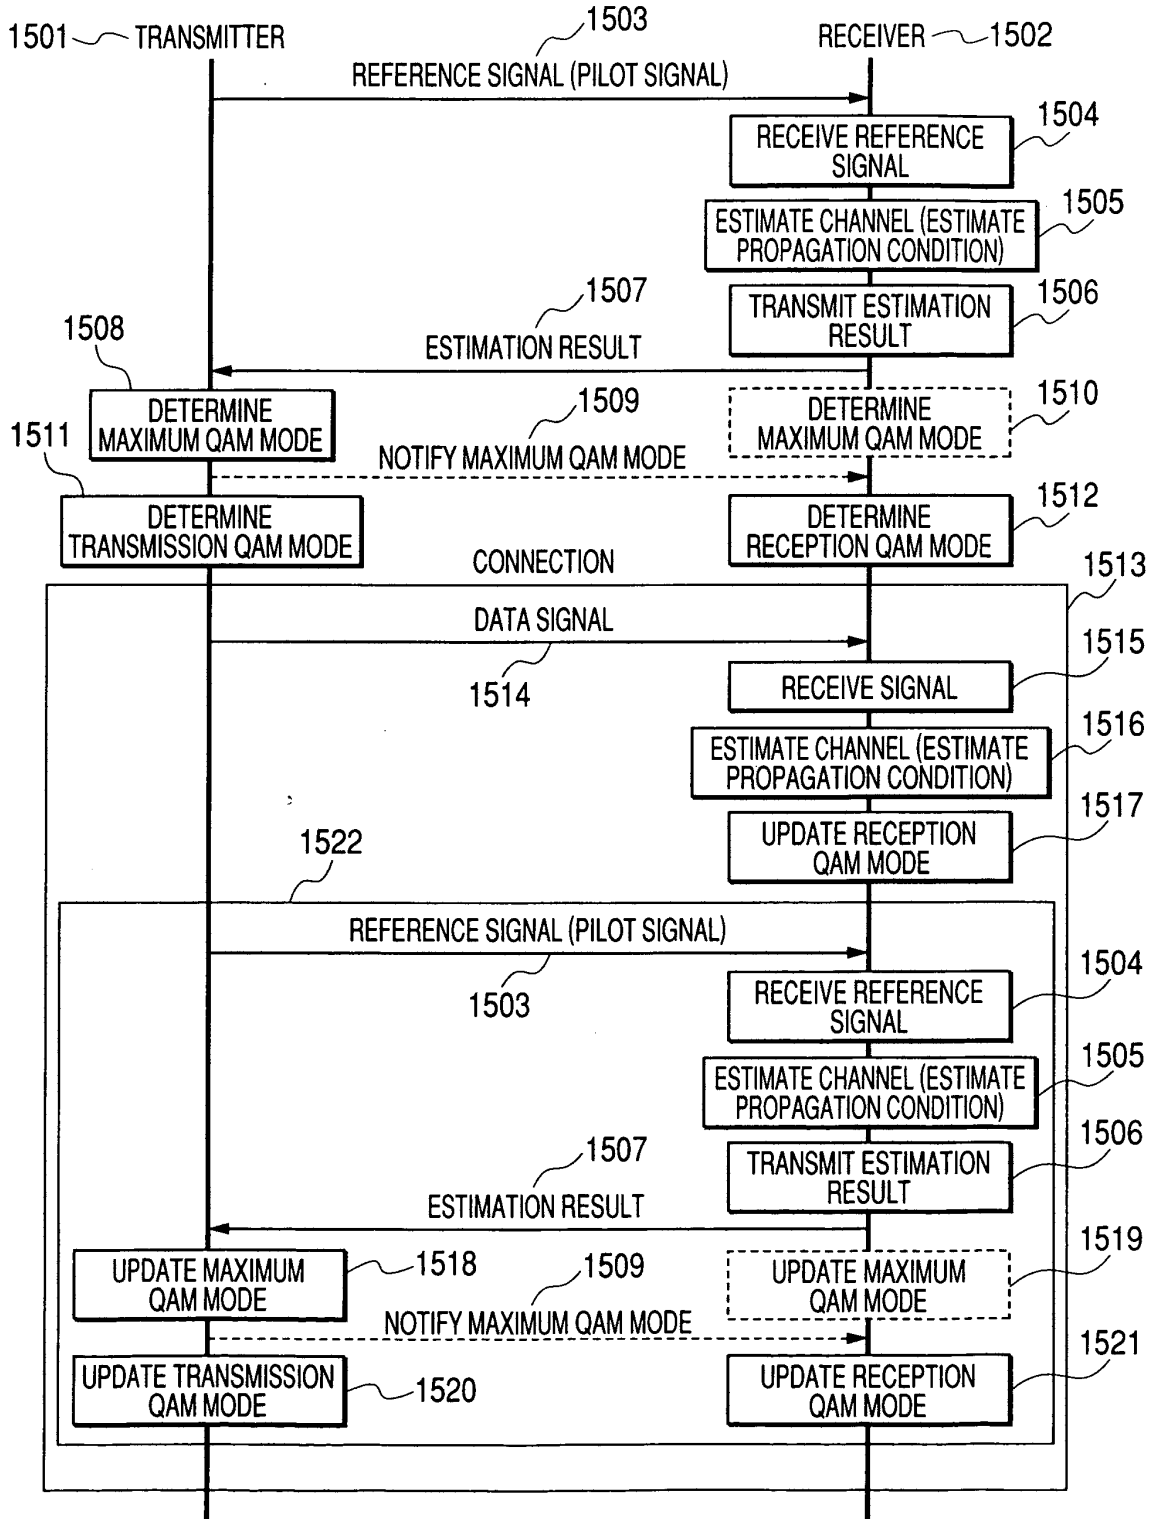 1501 TRANSMITTER
1503
RECEIVER 1502
REFERENCE SIGNAL (PILOT SIGNAL)
1504
RECEIVE REFERENCE
SIGNAL
1505
ESTIMATE CHANNEL (ESTIMATE
PROPAGATION CONDITION)
1506
TRANSMIT ESTIMATION
RESULT
1507
ESTIMATION RESULT
1508
DETERMINE
MAXIMUM QAM MODE
1509
NOTIFY MAXIMUM QAM MODE
1510
DETERMINE
MAXIMUM QAM MODE
1511
DETERMINE
TRANSMISSION QAM MODE
1512
DETERMINE
RECEPTION QAM MODE
CONNECTION
1513
DATA SIGNAL
1514
1515
RECEIVE SIGNAL
1516
ESTIMATE CHANNEL (ESTIMATE
PROPAGATION CONDITION)
1517
UPDATE RECEPTION
QAM MODE
1522
REFERENCE SIGNAL (PILOT SIGNAL)
1503
1504
RECEIVE REFERENCE
SIGNAL
1505
ESTIMATE CHANNEL (ESTIMATE
PROPAGATION CONDITION)
1506
TRANSMIT ESTIMATION
RESULT
1507
ESTIMATION RESULT
UPDATE MAXIMUM
QAM MODE
1518
1509
NOTIFY MAXIMUM QAM MODE
1519
UPDATE MAXIMUM
QAM MODE
UPDATE TRANSMISSION
QAM MODE
1520
1521
UPDATE RECEPTION
QAM MODE